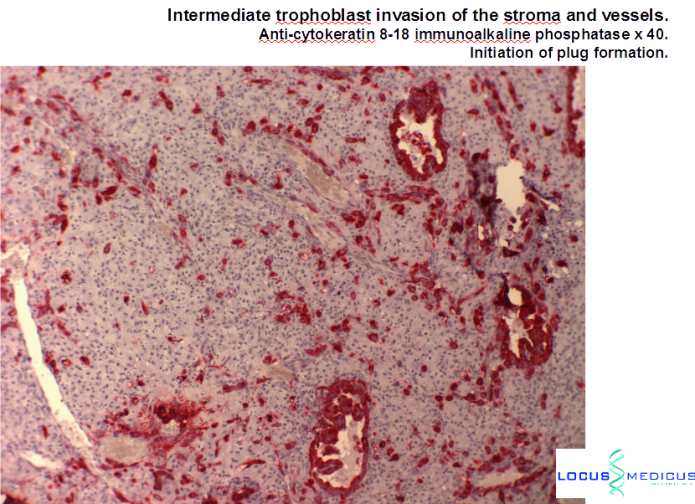 Intermediate trophoblast invasion of the stroma and vessels.
Anti-cytokeratin 8-18 immunoalkaline phosphatase x 40.
Initiation of plug formation.
LOCUS MEDICUS